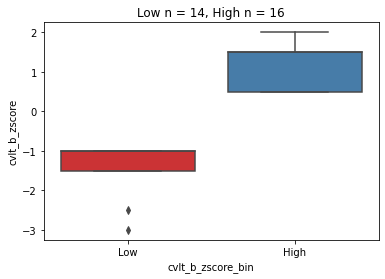 Low n = 14, High n = 16
2
1
0
−1
−2
−3
cvlt_b_zscore
Low
High
cvlt_b_zscore_bin